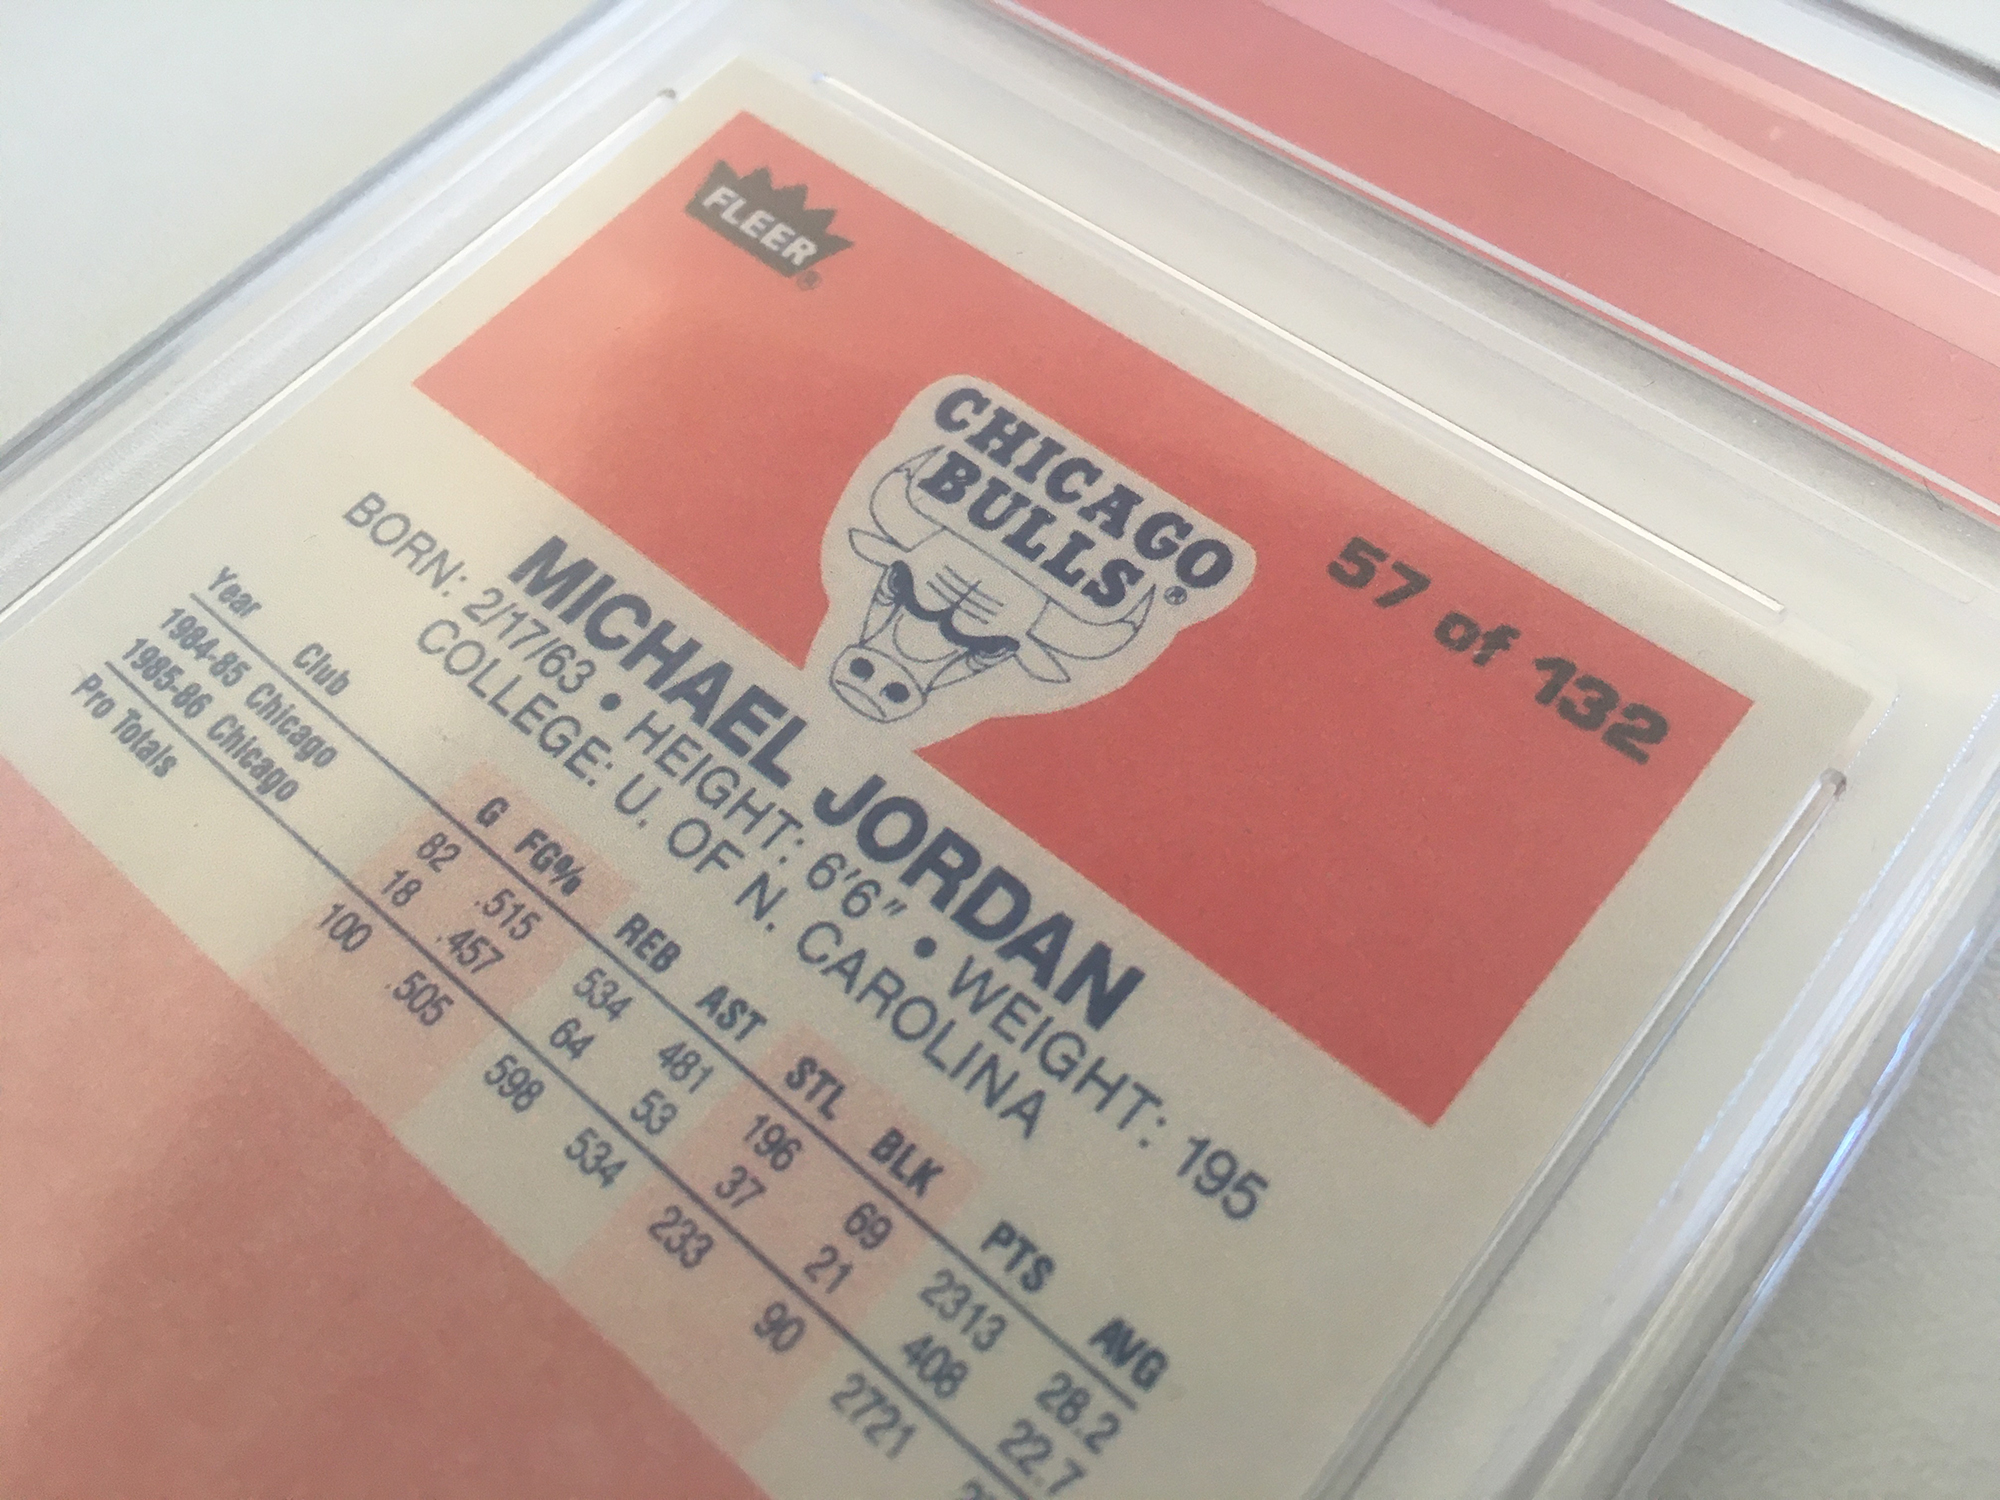 FLEER®
57 of 132
CHICAGO
BULLS®
MICHAEL JORDAN
BORN: 2/17/63 • HEIGHT: 6'6" • WEIGHT: 195
COLLEGE: U. OF N. CAROLINA
Year Club G FG% REB AST STL BLK PTS AVG
1984-85 Chicago 82 .515 534 481 196 69 2313 28.2
1985-86 Chicago 18 .457 64 53 37 21 408 22.7
Pro Totals 100 .505 598 534 233 90 2721